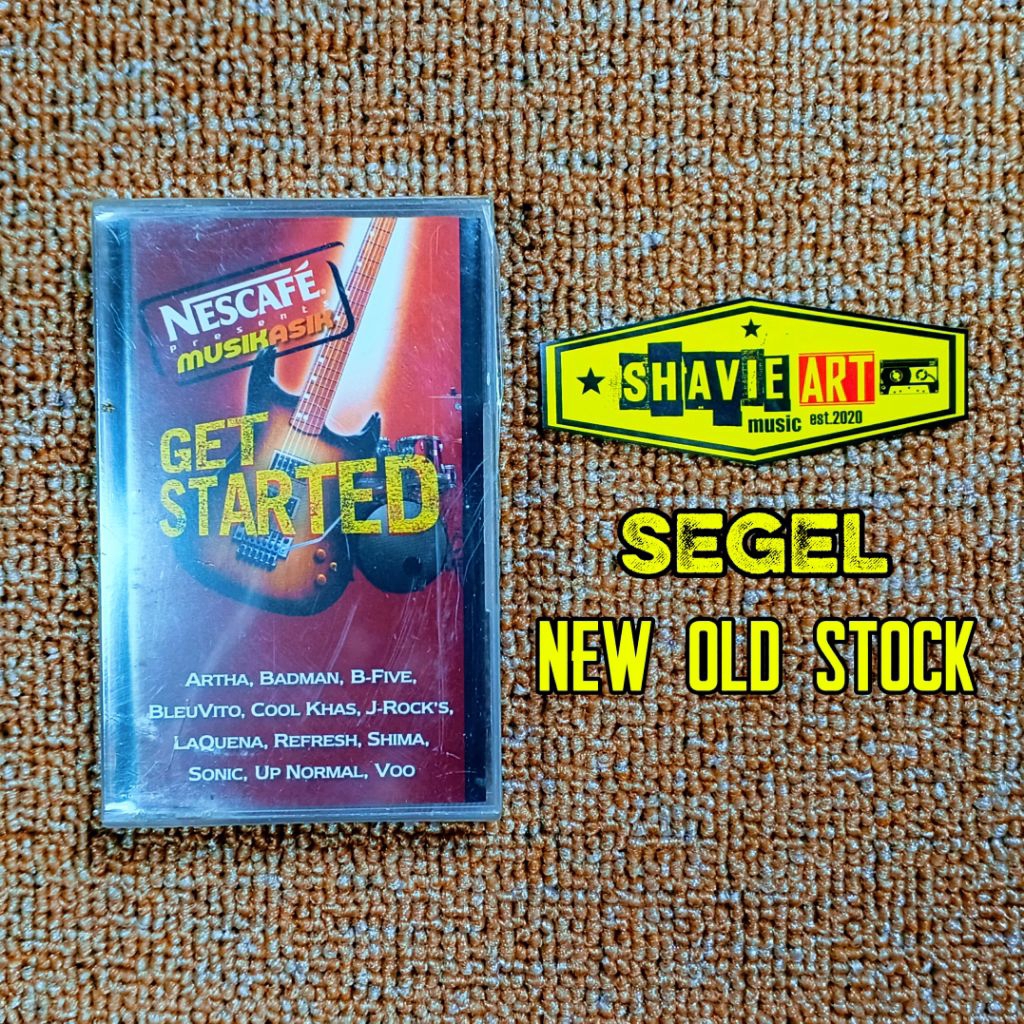 NESCAFÉ®
presents
MUSIKASIK
GET
STARTED
ARTHA, BADMAN, B-FIVE,
BLEUVITO, COOL KHAS, J-ROCK'S,
LAQUENA, REFRESH, SHIMA,
SONIC, UP NORMAL, VOO
SHAVIE ART
music est.2020
SEGEL
NEW OLD STOCK